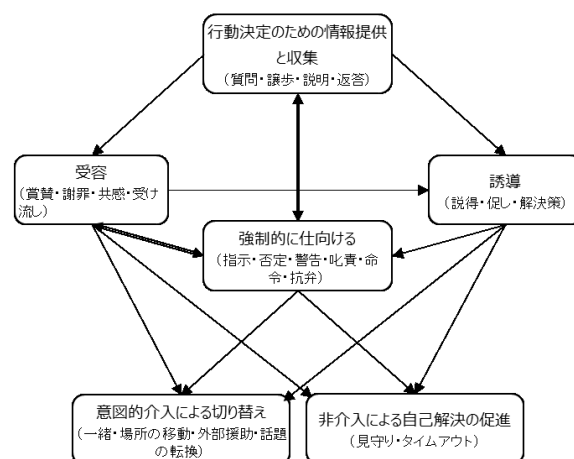 行動決定のための情報提供
と収集
(質問・譲歩・説明・返答)
受容
(賞賛・謝罪・共感・受け
流し)
誘導
(説得・促し・解決策)
強制的に仕向ける
(指示・否定・警告・叱責・命
令・抗弁)
意図的介入による切り替え
(一緒・場所の移動・外部援助・話題
の転換)
非介入による自己解決の促進
(見守り・タイムアウト)